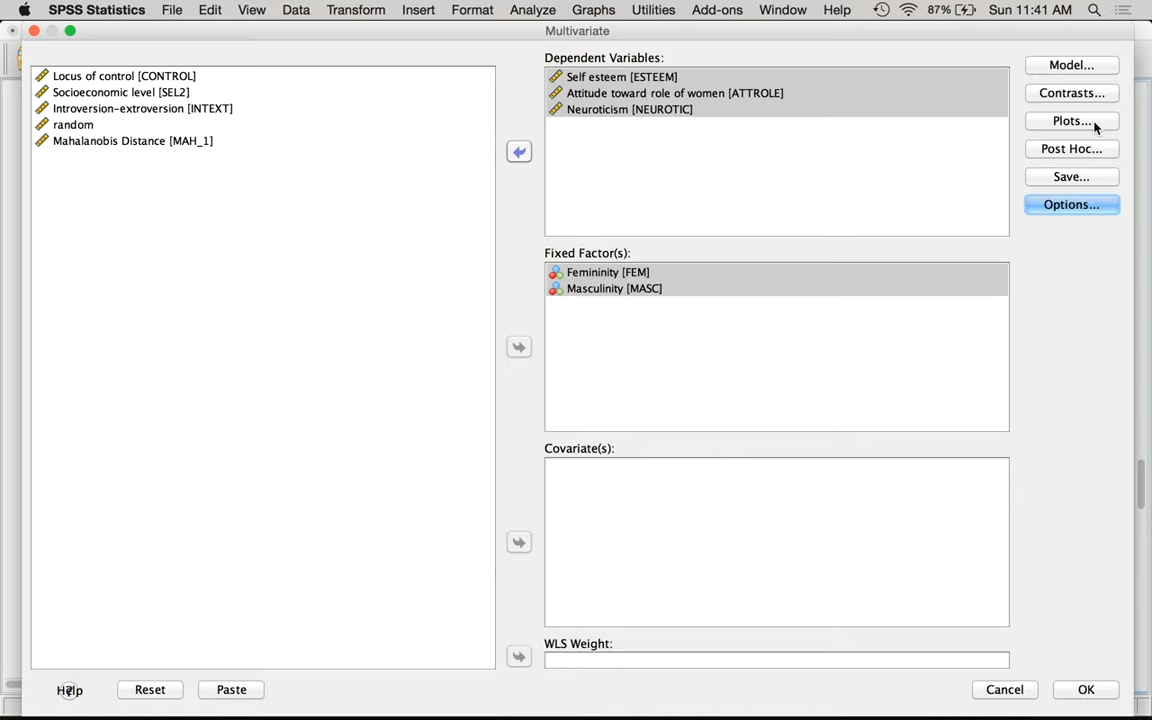 SPSS Statistics File Edit View Data Transform Insert Format Analyze Graphs Utilities Add-ons Window Help 87% Sun 11:41 AM
Multivariate
Locus of control [CONTROL]
Socioeconomic level [SEL2]
Introversion-extroversion [INTEXT]
random
Mahalanobis Distance [MAH_1]
Dependent Variables:
Self esteem [ESTEEM]
Attitude toward role of women [ATTROLE]
Neuroticism [NEUROTIC]
Fixed Factor(s):
Femininity [FEM]
Masculinity [MASC]
Covariate(s):
WLS Weight:
Model...
Contrasts...
Plots...
Post Hoc...
Save...
Options...
Help Reset Paste Cancel OK